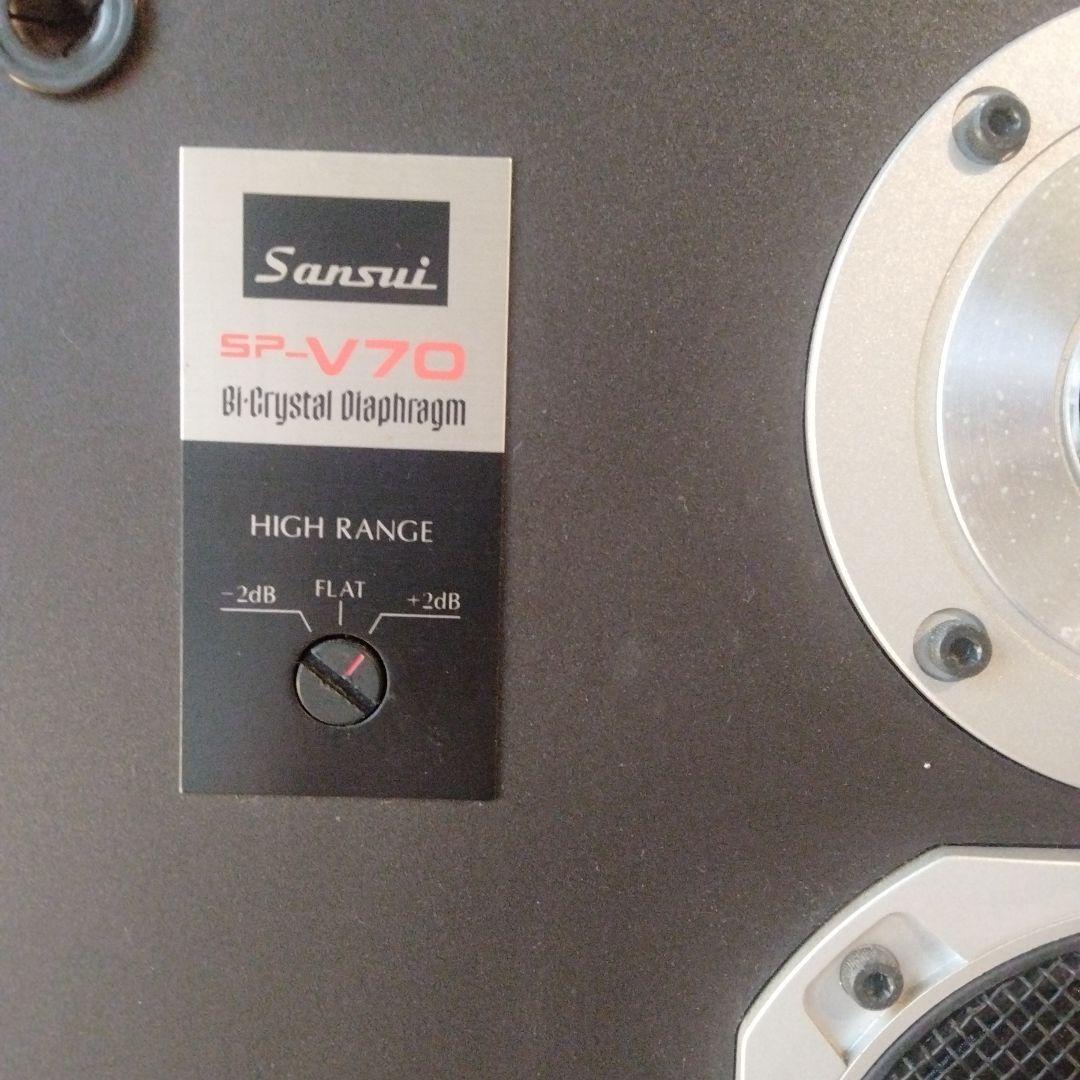 Sansui
SP-V70
Bi-Crystal Diaphragm
HIGH RANGE
-2dB FLAT +2dB